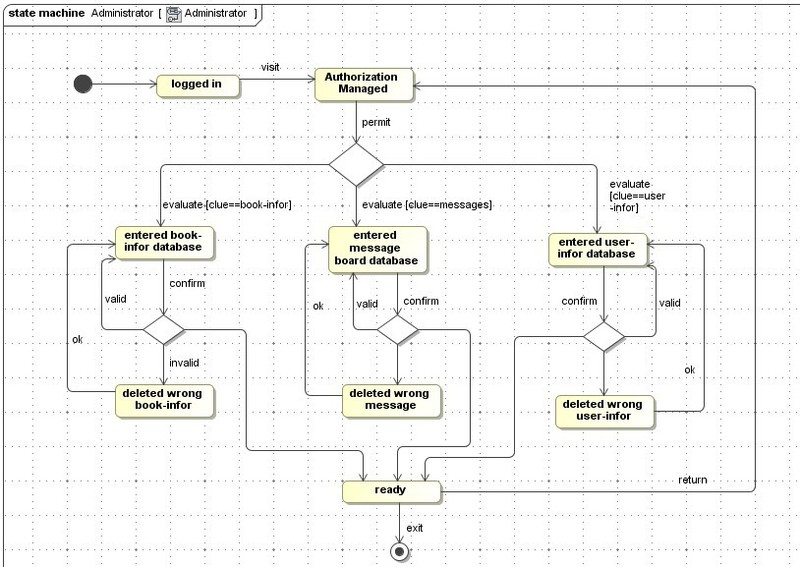 state machine Administrator [ Administrator ]
visit
logged in
Authorization
Managed
permit
evaluate [clue==book-infor]
evaluate [clue==messages]
evaluate
[clue==user
-infor]
entered book-
infor database
entered
message
board database
entered user-
infor database
confirm
valid
ok
invalid
deleted wrong
book-infor
confirm
valid
ok
deleted wrong
message
confirm
valid
ok
deleted wrong
user-infor
ready
return
exit